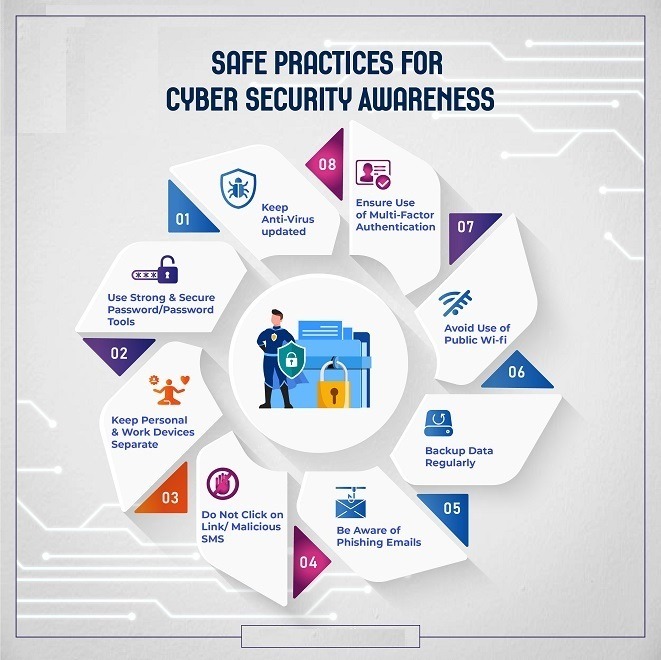 SAFE PRACTICES FOR
CYBER SECURITY AWARENESS
01
Keep
Anti-Virus
updated
02
Use Strong & Secure
Password/Password
Tools
03
Keep Personal
& Work Devices
Separate
04
Do Not Click on
Link/ Malicious
SMS
05
Be Aware of
Phishing Emails
06
Backup Data
Regularly
07
Avoid Use of
Public Wi-fi
08
Ensure Use
of Multi-Factor
Authentication